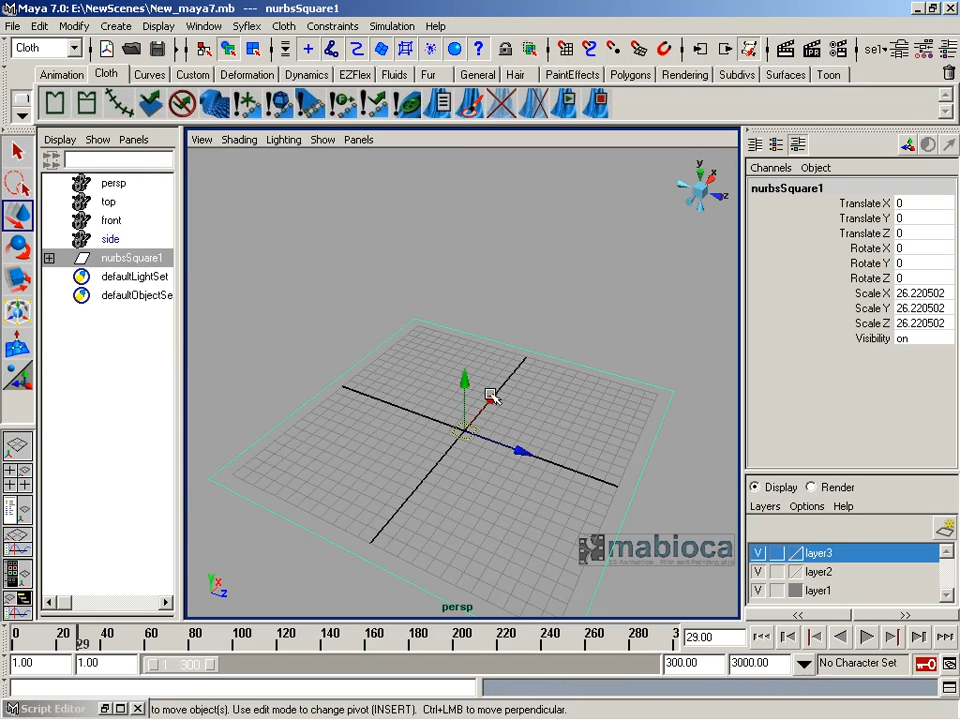 Maya 7.0: E:\NewScenes\New_maya7.mb --- nurbsSquare1
File Edit Modify Create Display Window Syflex Cloth Constraints Simulation Help
Cloth
sel
Animation Cloth Curves Custom Deformation Dynamics EZFlex Fluids Fur General Hair PaintEffects Polygons Rendering Subdivs Surfaces Toon
Display Show Panels
View Shading Lighting Show Panels
persp
top
front
side
nurbsSquare1
defaultLightSet
defaultObjectSe
y
x
z
Channels Object
nurbsSquare1
Translate X 0
Translate Y 0
Translate Z 0
Rotate X 0
Rotate Y 0
Rotate Z 0
Scale X 26.220502
Scale Y 26.220502
Scale Z 26.220502
Visibility on
Display Render
Layers Options Help
V layer3
V layer2
V layer1
mabioca
y x
z
persp
<< >>
0 20 40 60 80 100 120 140 160 180 200 220 240 260 280 3
29
29.00
1.00 1.00 1 300 300.00 3000.00 No Character Set
Script Editor
to move object(s). Use edit mode to change pivot (INSERT). Ctrl+LMB to move perpendicular.